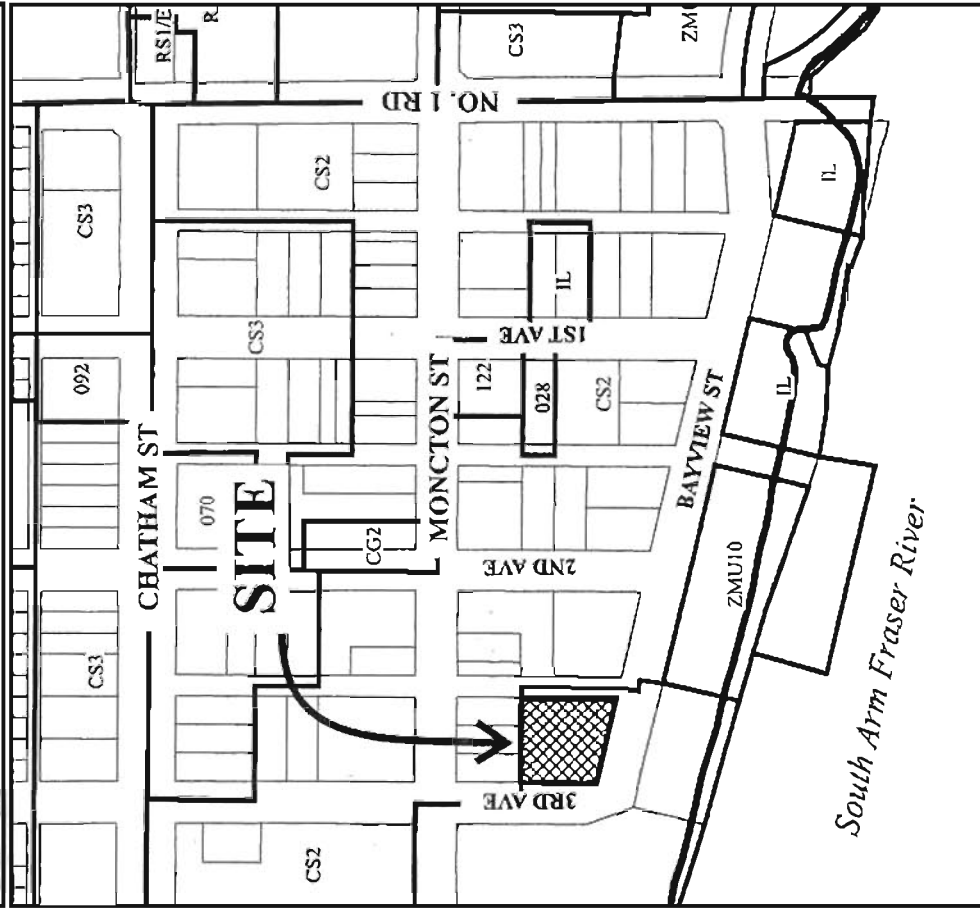 RS1/E
R
CS3
ZM
NO. 1 RD
CS3
CS2
IL
CS3
IL
1ST AVE
092
122
028
CS2
IL
CHATHAM ST
MONCTON ST
BAYVIEW ST
070
SITE
CG2
2ND AVE
ZMU10
CS3
3RD AVE
CS2
South Arm Fraser River